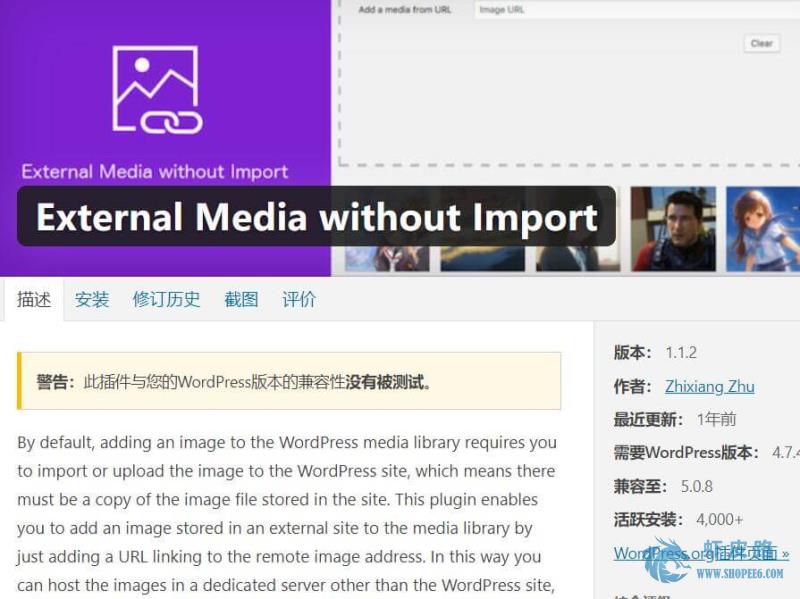 Add a media from URL
Image URL
Clear
External Media without Import
External Media without Import
描述 安装 修订历史 截图 评价
警告：此插件与您的WordPress版本的兼容性没有被测试。
By default, adding an image to the WordPress media library requires you
to import or upload the image to the WordPress site, which means there
must be a copy of the image file stored in the site. This plugin enables
you to add an image stored in an external site to the media library by
just adding a URL linking to the remote image address. In this way you
can host the images in a dedicated server other than the WordPress site,
版本： 1.1.2
作者： Zhixiang Zhu
最近更新： 1年前
需要WordPress版本： 4.7.4
兼容至： 5.0.8
活跃安装： 4,000+
WordPress.org插件页面 »
虾皮路
WWW.SHOPEE6.COM